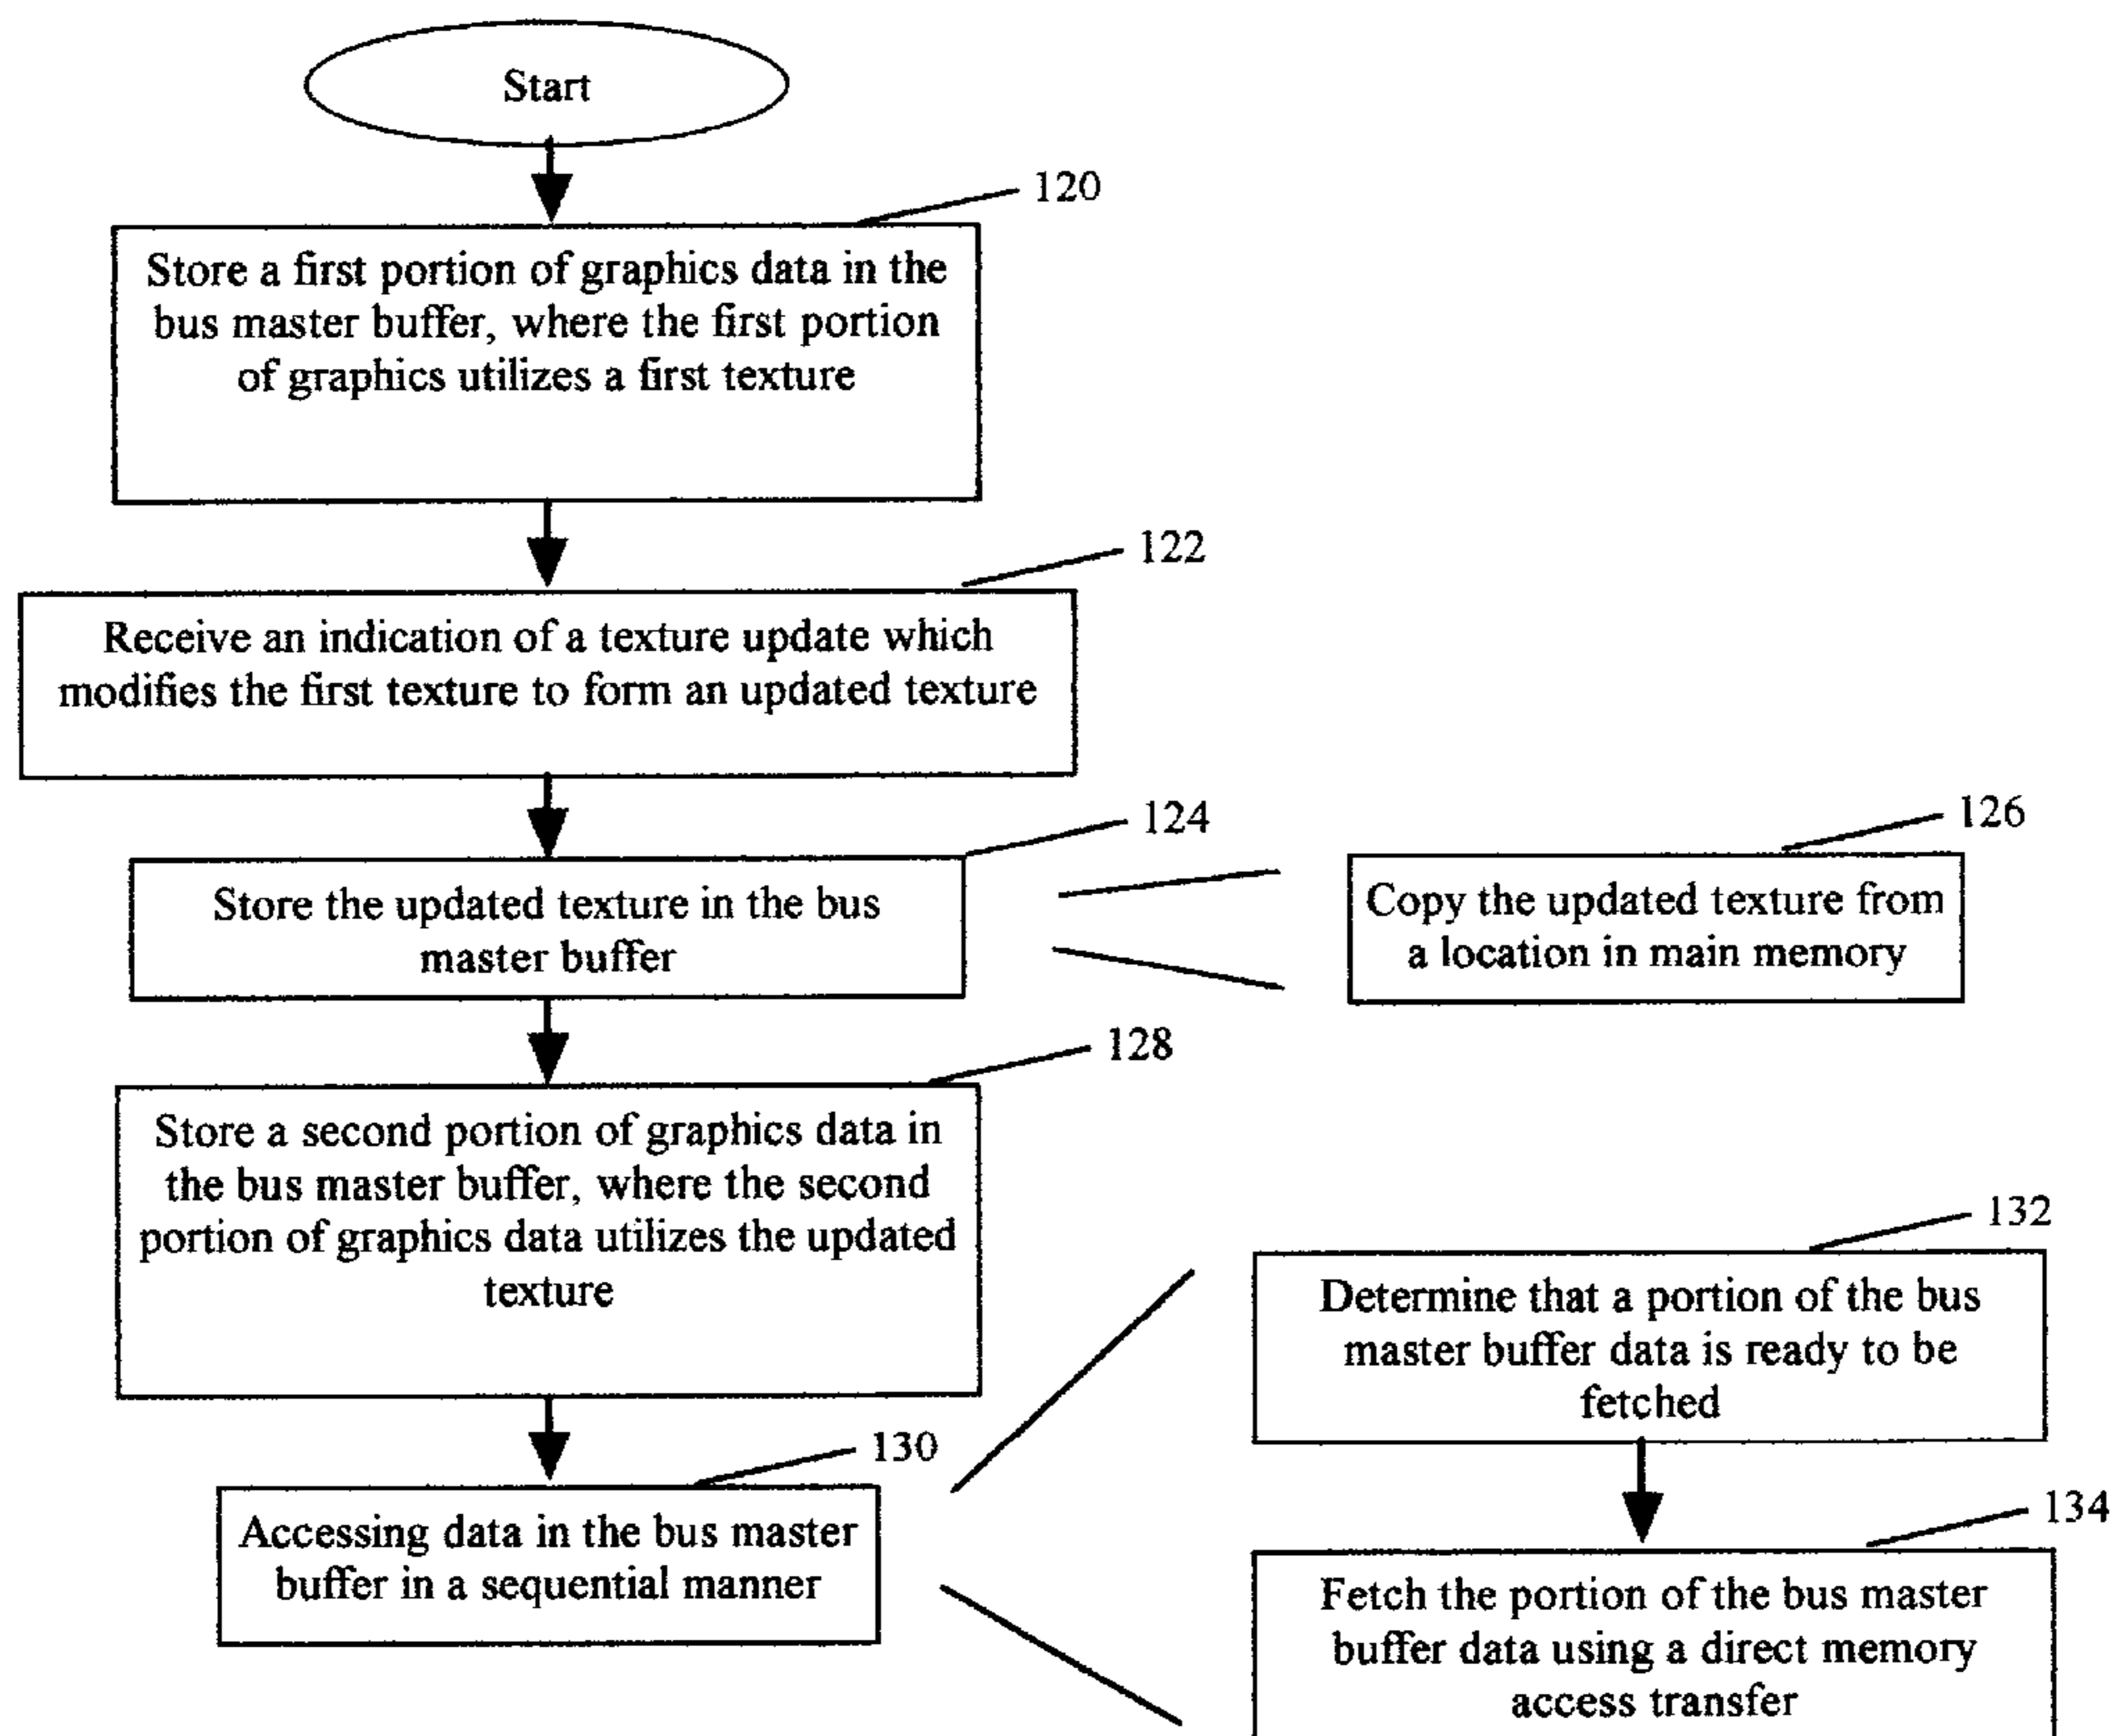 Start
120
Store a first portion of graphics data in the
bus master buffer, where the first portion
of graphics utilizes a first texture
122
Receive an indication of a texture update which
modifies the first texture to form an updated texture
124
Store the updated texture in the bus
master buffer
126
Copy the updated texture from
a location in main memory
128
Store a second portion of graphics data in
the bus master buffer, where the second
portion of graphics data utilizes the updated
texture
130
Accessing data in the bus master
buffer in a sequential manner
132
Determine that a portion of the bus
master buffer data is ready to be
fetched
134
Fetch the portion of the bus master
buffer data using a direct memory
access transfer